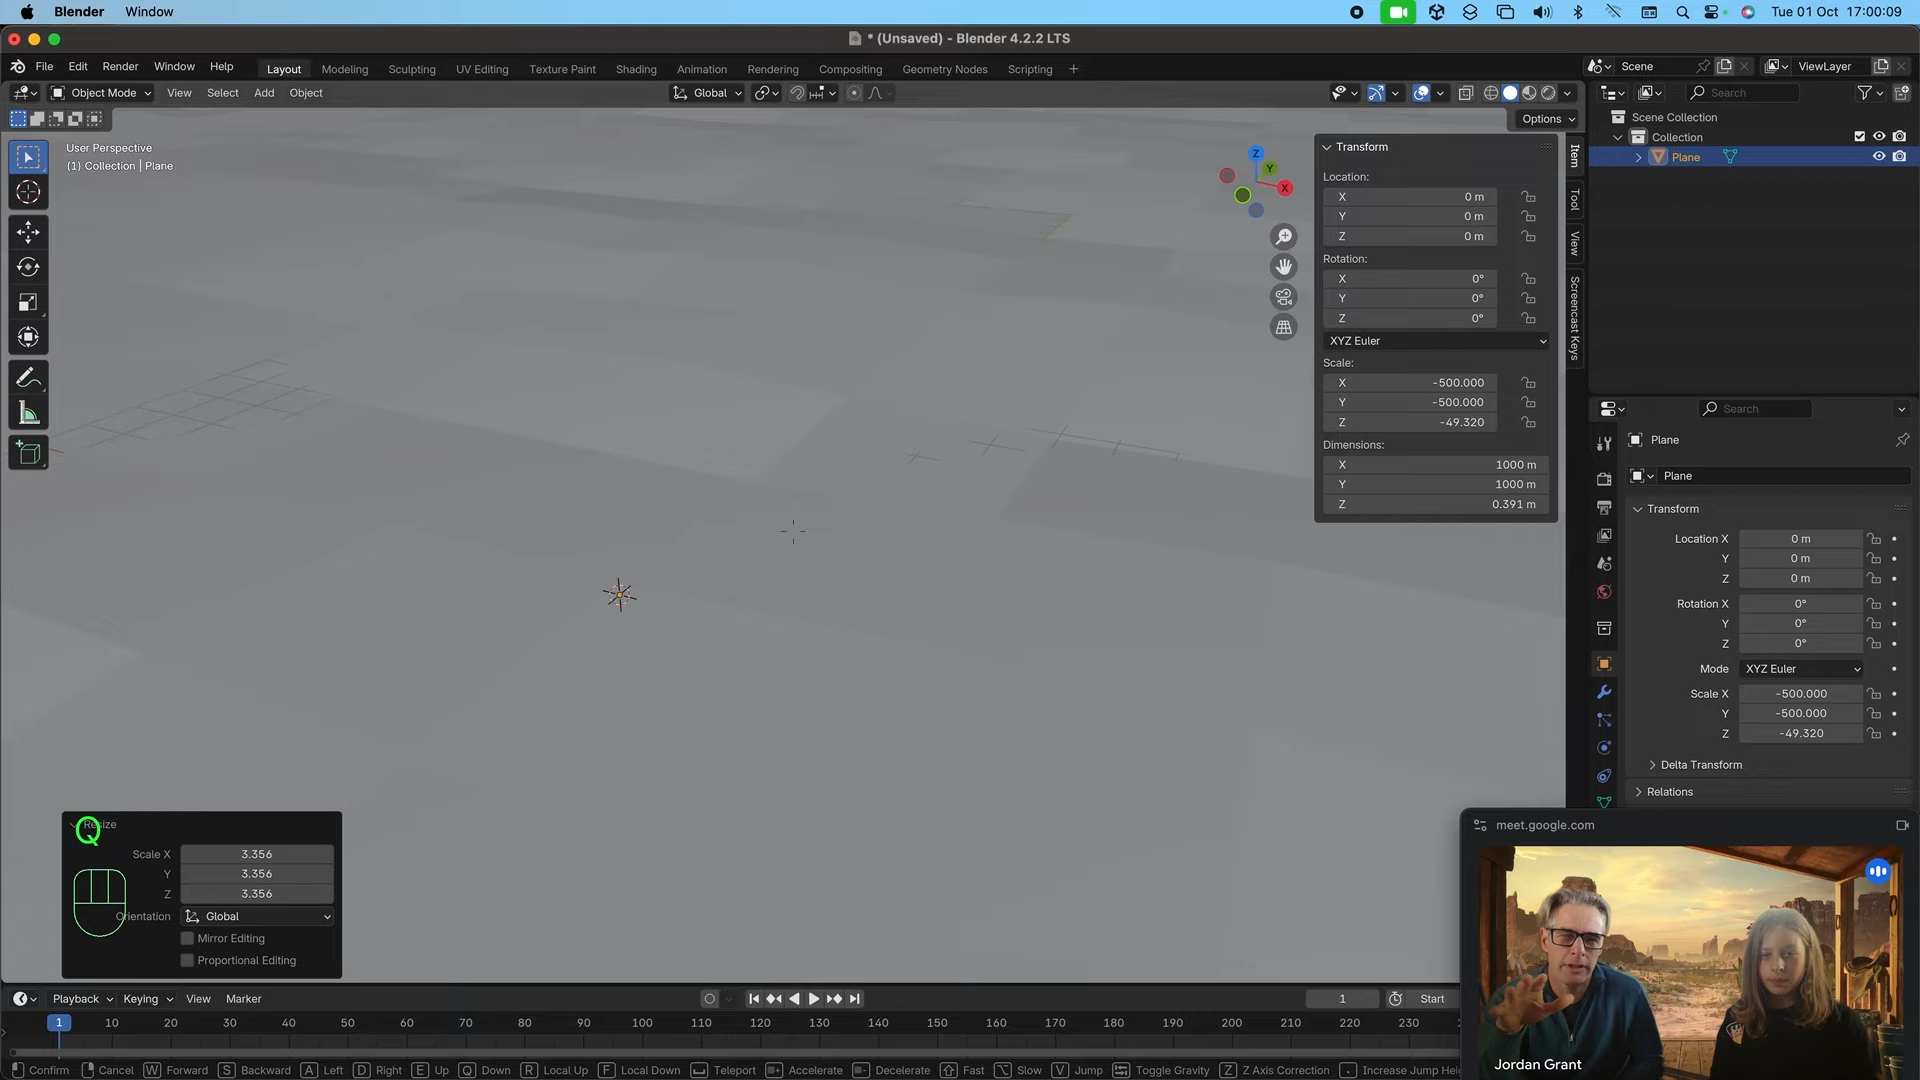 Blender Window
Tue 01 Oct 17:00:09
* (Unsaved) - Blender 4.2.2 LTS
File Edit Render Window Help
Layout Modeling Sculpting UV Editing Texture Paint Shading Animation Rendering Compositing Geometry Nodes Scripting +
Scene
ViewLayer
Object Mode View Select Add Object
Global
Search
Options
User Perspective
(1) Collection | Plane
Z
Y
X
Transform
Location:
X 0 m
Y 0 m
Z 0 m
Rotation:
X 0°
Y 0°
Z 0°
XYZ Euler
Scale:
X -500.000
Y -500.000
Z -49.320
Dimensions:
X 1000 m
Y 1000 m
Z 0.391 m
Item
Tool
View
Screencast Keys
Scene Collection
Collection
Plane
Search
Plane
Plane
Transform
Location X 0 m
Y 0 m
Z 0 m
Rotation X 0°
Y 0°
Z 0°
Mode XYZ Euler
Scale X -500.000
Y -500.000
Z -49.320
Delta Transform
Relations
Resize
Q
Scale X 3.356
Y 3.356
Z 3.356
Orientation Global
Mirror Editing
Proportional Editing
meet.google.com
Jordan Grant
Playback Keying View Marker
1
Start
1 10 20 30 40 50 60 70 80 90 100 110 120 130 140 150 160 170 180 190 200 210 220 230
Confirm Cancel W Forward S Backward A Left D Right E Up Q Down R Local Up F Local Down Teleport Accelerate Decelerate Fast Slow V Jump Toggle Gravity Z Z Axis Correction . Increase Jump Hei